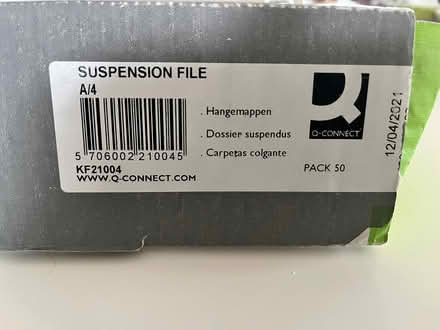 SUSPENSION FILE
A/4
. Hangemappen
. Dossier suspendus
. Carpetas colgante
5 706002 210045
KF21004
WWW.Q-CONNECT.COM
PACK 50
Q-CONNECT
12/04/2021